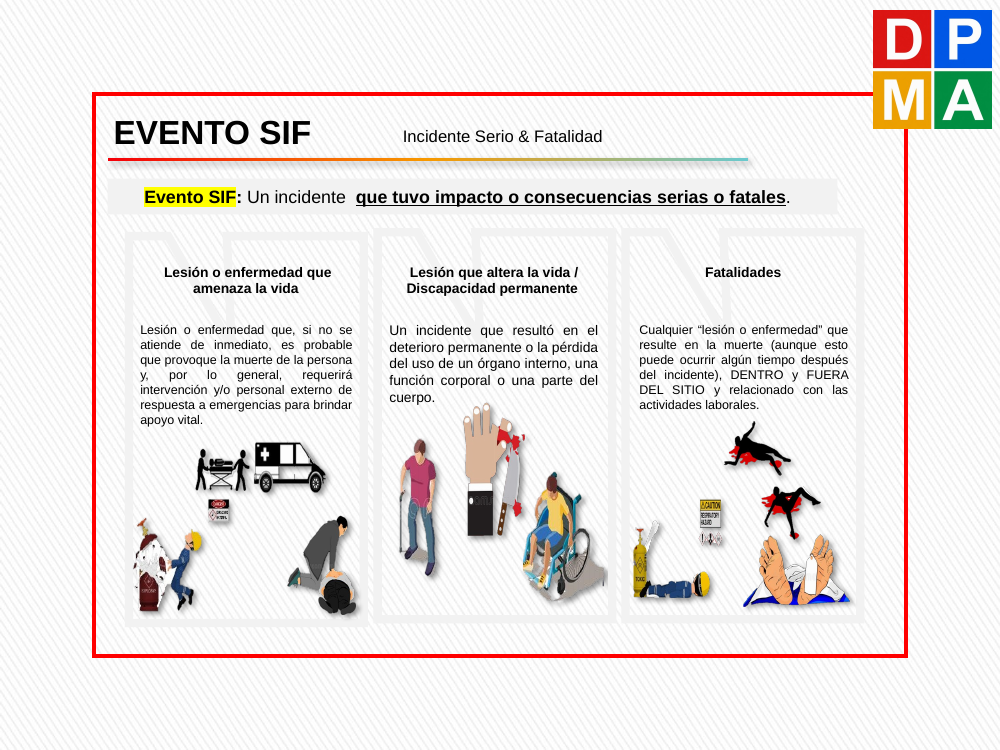 D P
M A
EVENTO SIF
Incidente Serio & Fatalidad
Evento SIF: Un incidente que tuvo impacto o consecuencias serias o fatales.
Lesión o enfermedad que
amenaza la vida
Lesión o enfermedad que, si no se
atiende de inmediato, es probable
que provoque la muerte de la persona
y, por lo general, requerirá
intervención y/o personal externo de
respuesta a emergencias para brindar
apoyo vital.
Lesión que altera la vida /
Discapacidad permanente
Un incidente que resultó en el
deterioro permanente o la pérdida
del uso de un órgano interno, una
función corporal o una parte del
cuerpo.
Fatalidades
Cualquier “lesión o enfermedad” que
resulte en la muerte (aunque esto
puede ocurrir algún tiempo después
del incidente), DENTRO y FUERA
DEL SITIO y relacionado con las
actividades laborales.
CAUTION
RESPIRATORY
HAZARD
TOXIC